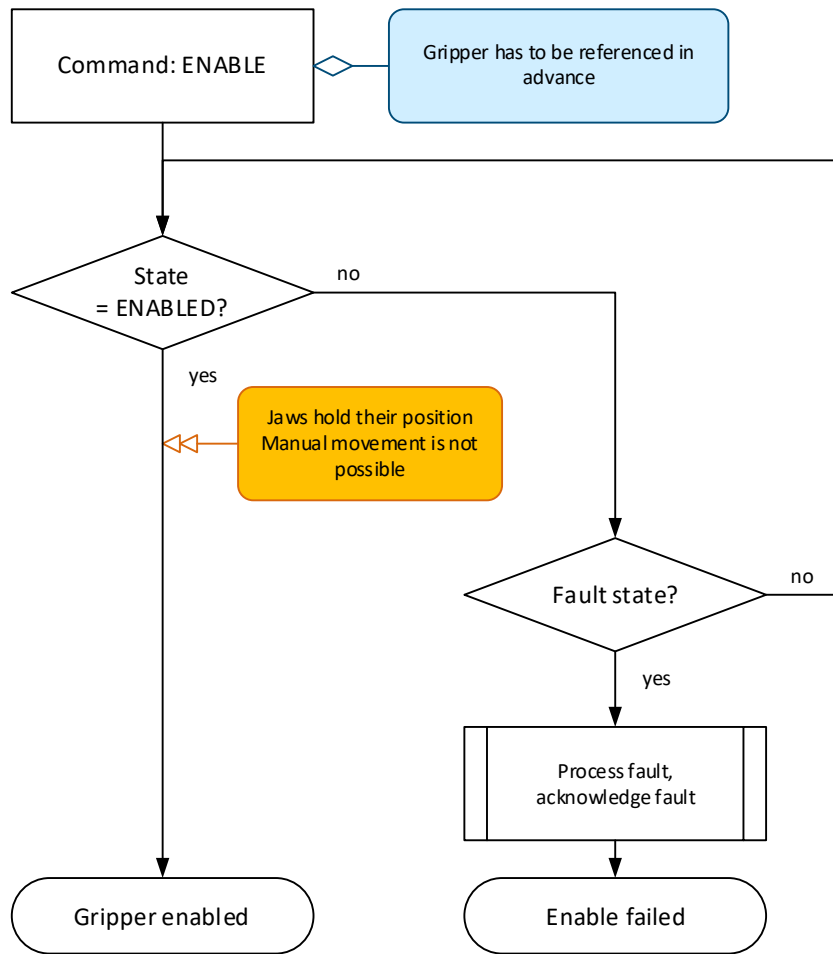 Command: ENABLE
Gripper has to be referenced in
advance
State
= ENABLED?
no
yes
Jaws hold their position
Manual movement is not
possible
Fault state?
no
yes
Process fault,
acknowledge fault
Gripper enabled
Enable failed